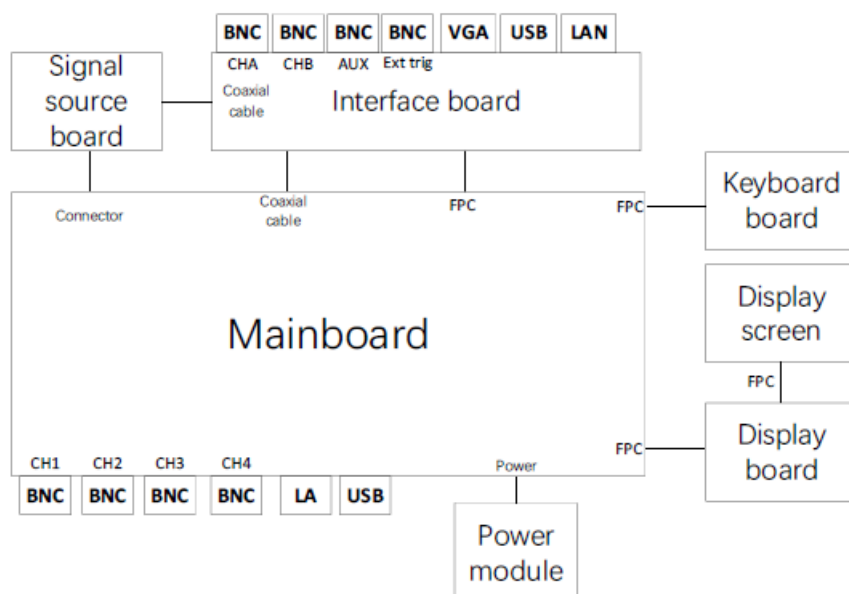 BNC BNC BNC BNC VGA USB LAN
CHA CHB AUX Ext trig
Signal
source
board
Coaxial
cable
Interface board
Connector
Coaxial
cable
FPC
FPC
Keyboard
board
Mainboard
Display
screen
FPC
FPC
Display
board
CH1 CH2 CH3 CH4
Power
BNC BNC BNC BNC LA USB
Power
module